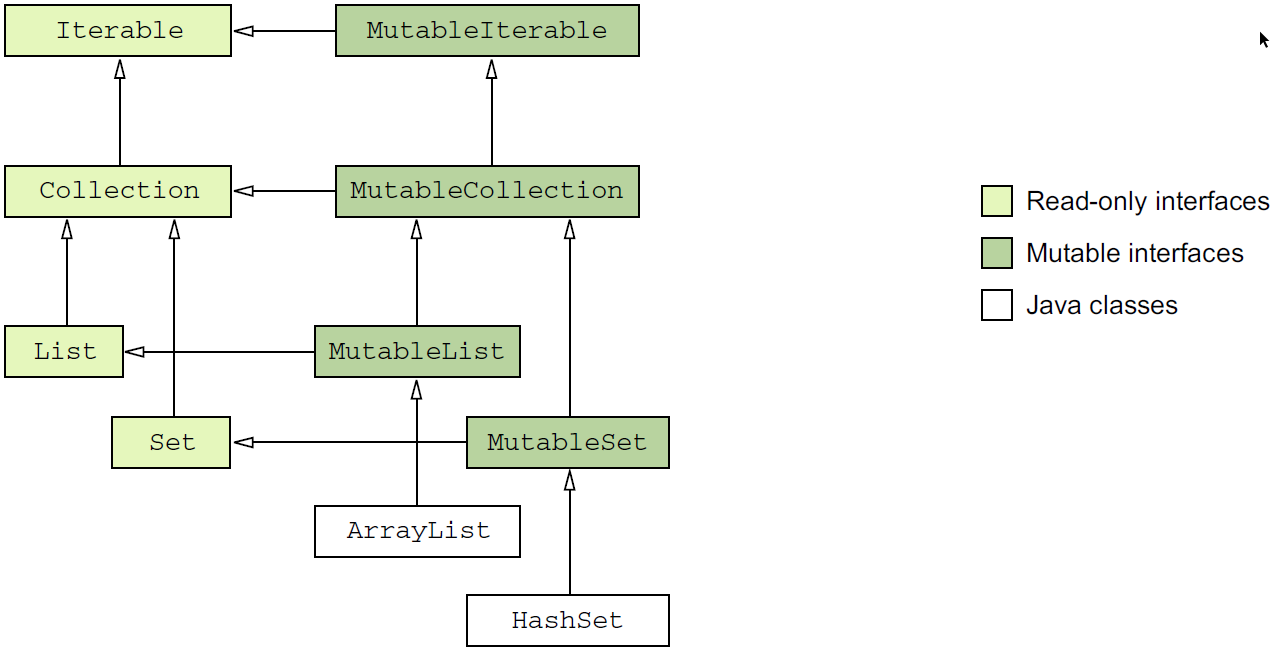 Iterable
MutableIterable
Collection
MutableCollection
Read-only interfaces
Mutable interfaces
Java classes
List
MutableList
Set
MutableSet
ArrayList
HashSet